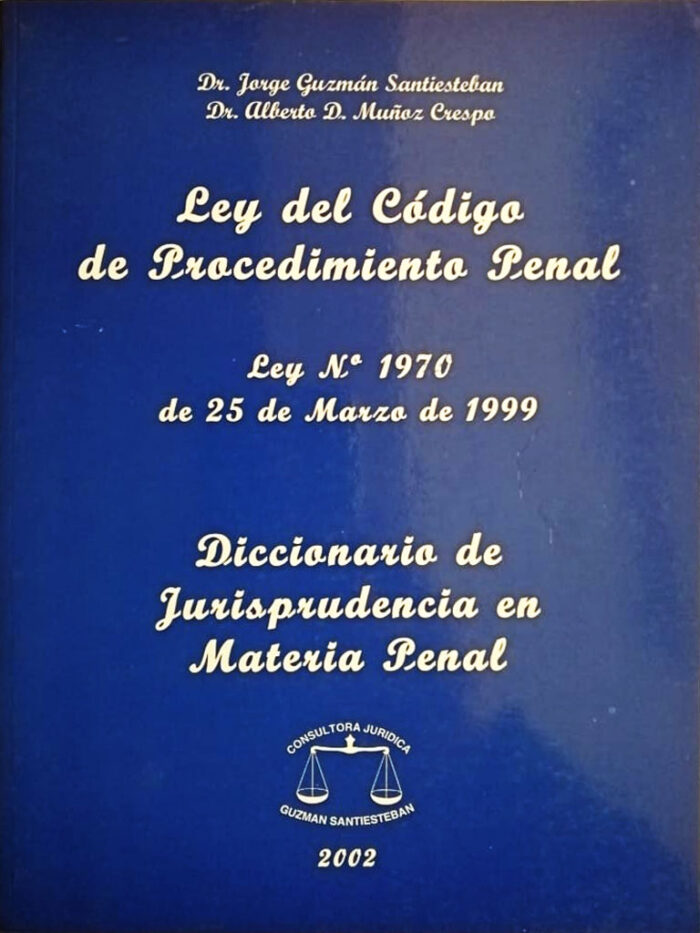 Dr. Jorge Guzmán Santiesteban
Dr. Alberto D. Muñoz Crespo
Ley del Código
de Procedimiento Penal
Ley Nº 1970
de 25 de Marzo de 1999
Diccionario de
Jurisprudencia en
Materia Penal
CONSULTORA JURIDICA
GUZMAN SANTIESTEBAN
2002